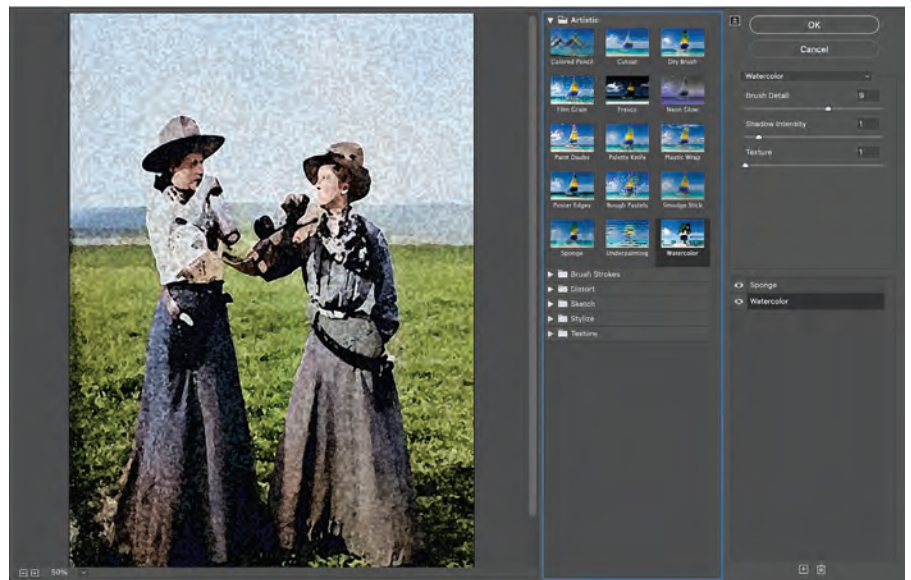 Artistic
Colored Pencil Cutout Dry Brush
Film Grain Fresco Neon Glow
Paint Daubs Palette Knife Plastic Wrap
Poster Edges Rough Pastels Smudge Stick
Sponge Underpainting Watercolor
Brush Strokes
Distort
Sketch
Stylize
Texture
OK
Cancel
Watercolor
Brush Detail 9
Shadow Intensity 1
Texture 1
Sponge
Watercolor
50%